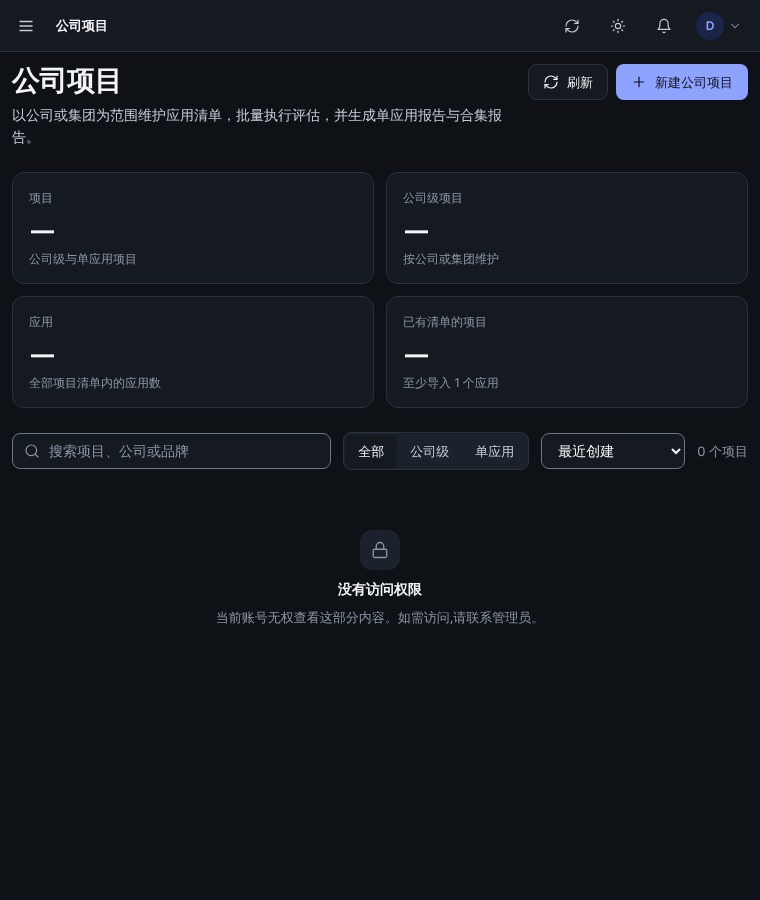 公司项目
D
公司项目
刷新
新建公司项目
以公司或集团为范围维护应用清单，批量执行评估，并生成单应用报告与合集报
告。
项目
—
公司级与单应用项目
公司级项目
—
按公司或集团维护
应用
—
全部项目清单内的应用数
已有清单的项目
—
至少导入 1 个应用
搜索项目、公司或品牌
全部
公司级
单应用
最近创建
0 个项目
没有访问权限
当前账号无权查看这部分内容。如需访问,请联系管理员。